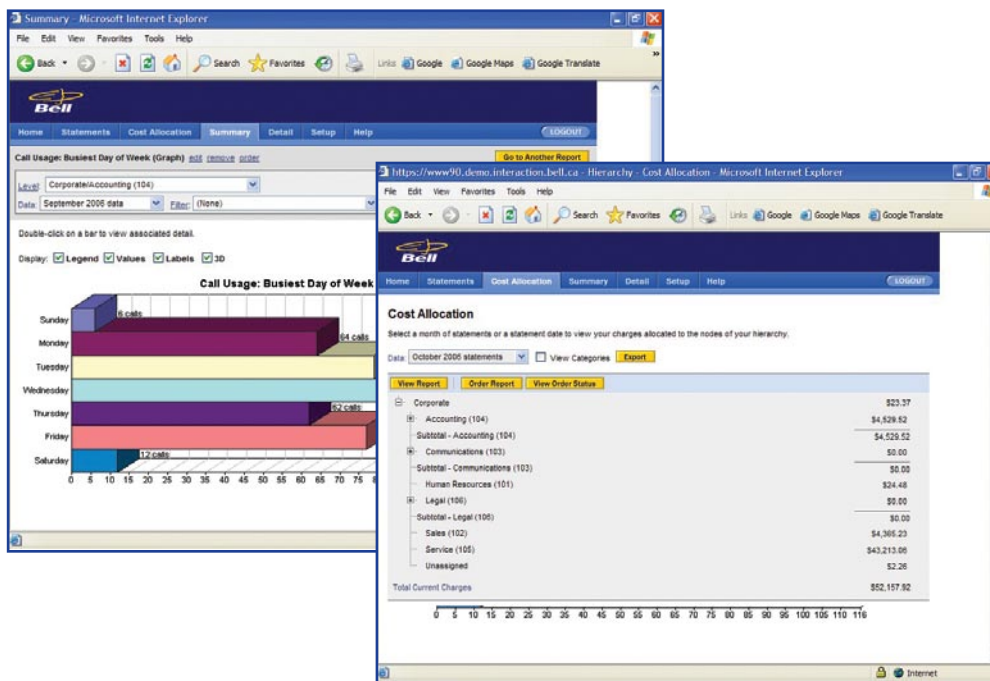 Summary - Microsoft Internet Explorer
File Edit View Favorites Tools Help
Back Search Favorites Links Google Google Maps Google Translate
Bell
Home Statements Cost Allocation Summary Detail Setup Help LOGOUT
Call Usage: Busiest Day of Week (Graph) edit remove order Go to Another Report
Level: Corporate/Accounting (104)
Data: September 2006 data Filter: (None)
Double-click on a bar to view associated detail.
Display: Legend Values Labels 3D
Call Usage: Busiest Day of Week
Sunday 6 calls
Monday 64 calls
Tuesday
Wednesday
Thursday 62 calls
Friday
Saturday 12 calls
0 5 10 15 20 25 30 35 40 45 50 55 60 65 70 75
https://www90.demo.interaction.bell.ca - Hierarchy - Cost Allocation - Microsoft Internet Explorer
File Edit View Favorites Tools Help
Back Search Favorites Links Google Google Maps Google Translate
Bell
Home Statements Cost Allocation Summary Detail Setup Help LOGOUT
Cost Allocation
Select a month of statements or a statement date to view your charges allocated to the nodes of your hierarchy.
Data: October 2006 statements View Categories Export
View Report Order Report View Order Status
Corporate $23.37
Accounting (104) $4,529.52
Subtotal - Accounting (104) $4,529.52
Communications (103) $0.00
Subtotal - Communications (103) $0.00
Human Resources (101) $24.48
Legal (106) $0.00
Subtotal - Legal (106) $0.00
Sales (102) $4,365.23
Service (105) $43,213.06
Unassigned $2.26
Total Current Charges $52,157.92
0 5 10 15 20 25 30 35 40 45 50 55 60 65 70 75 80 85 90 95 100 105 110 116
Internet